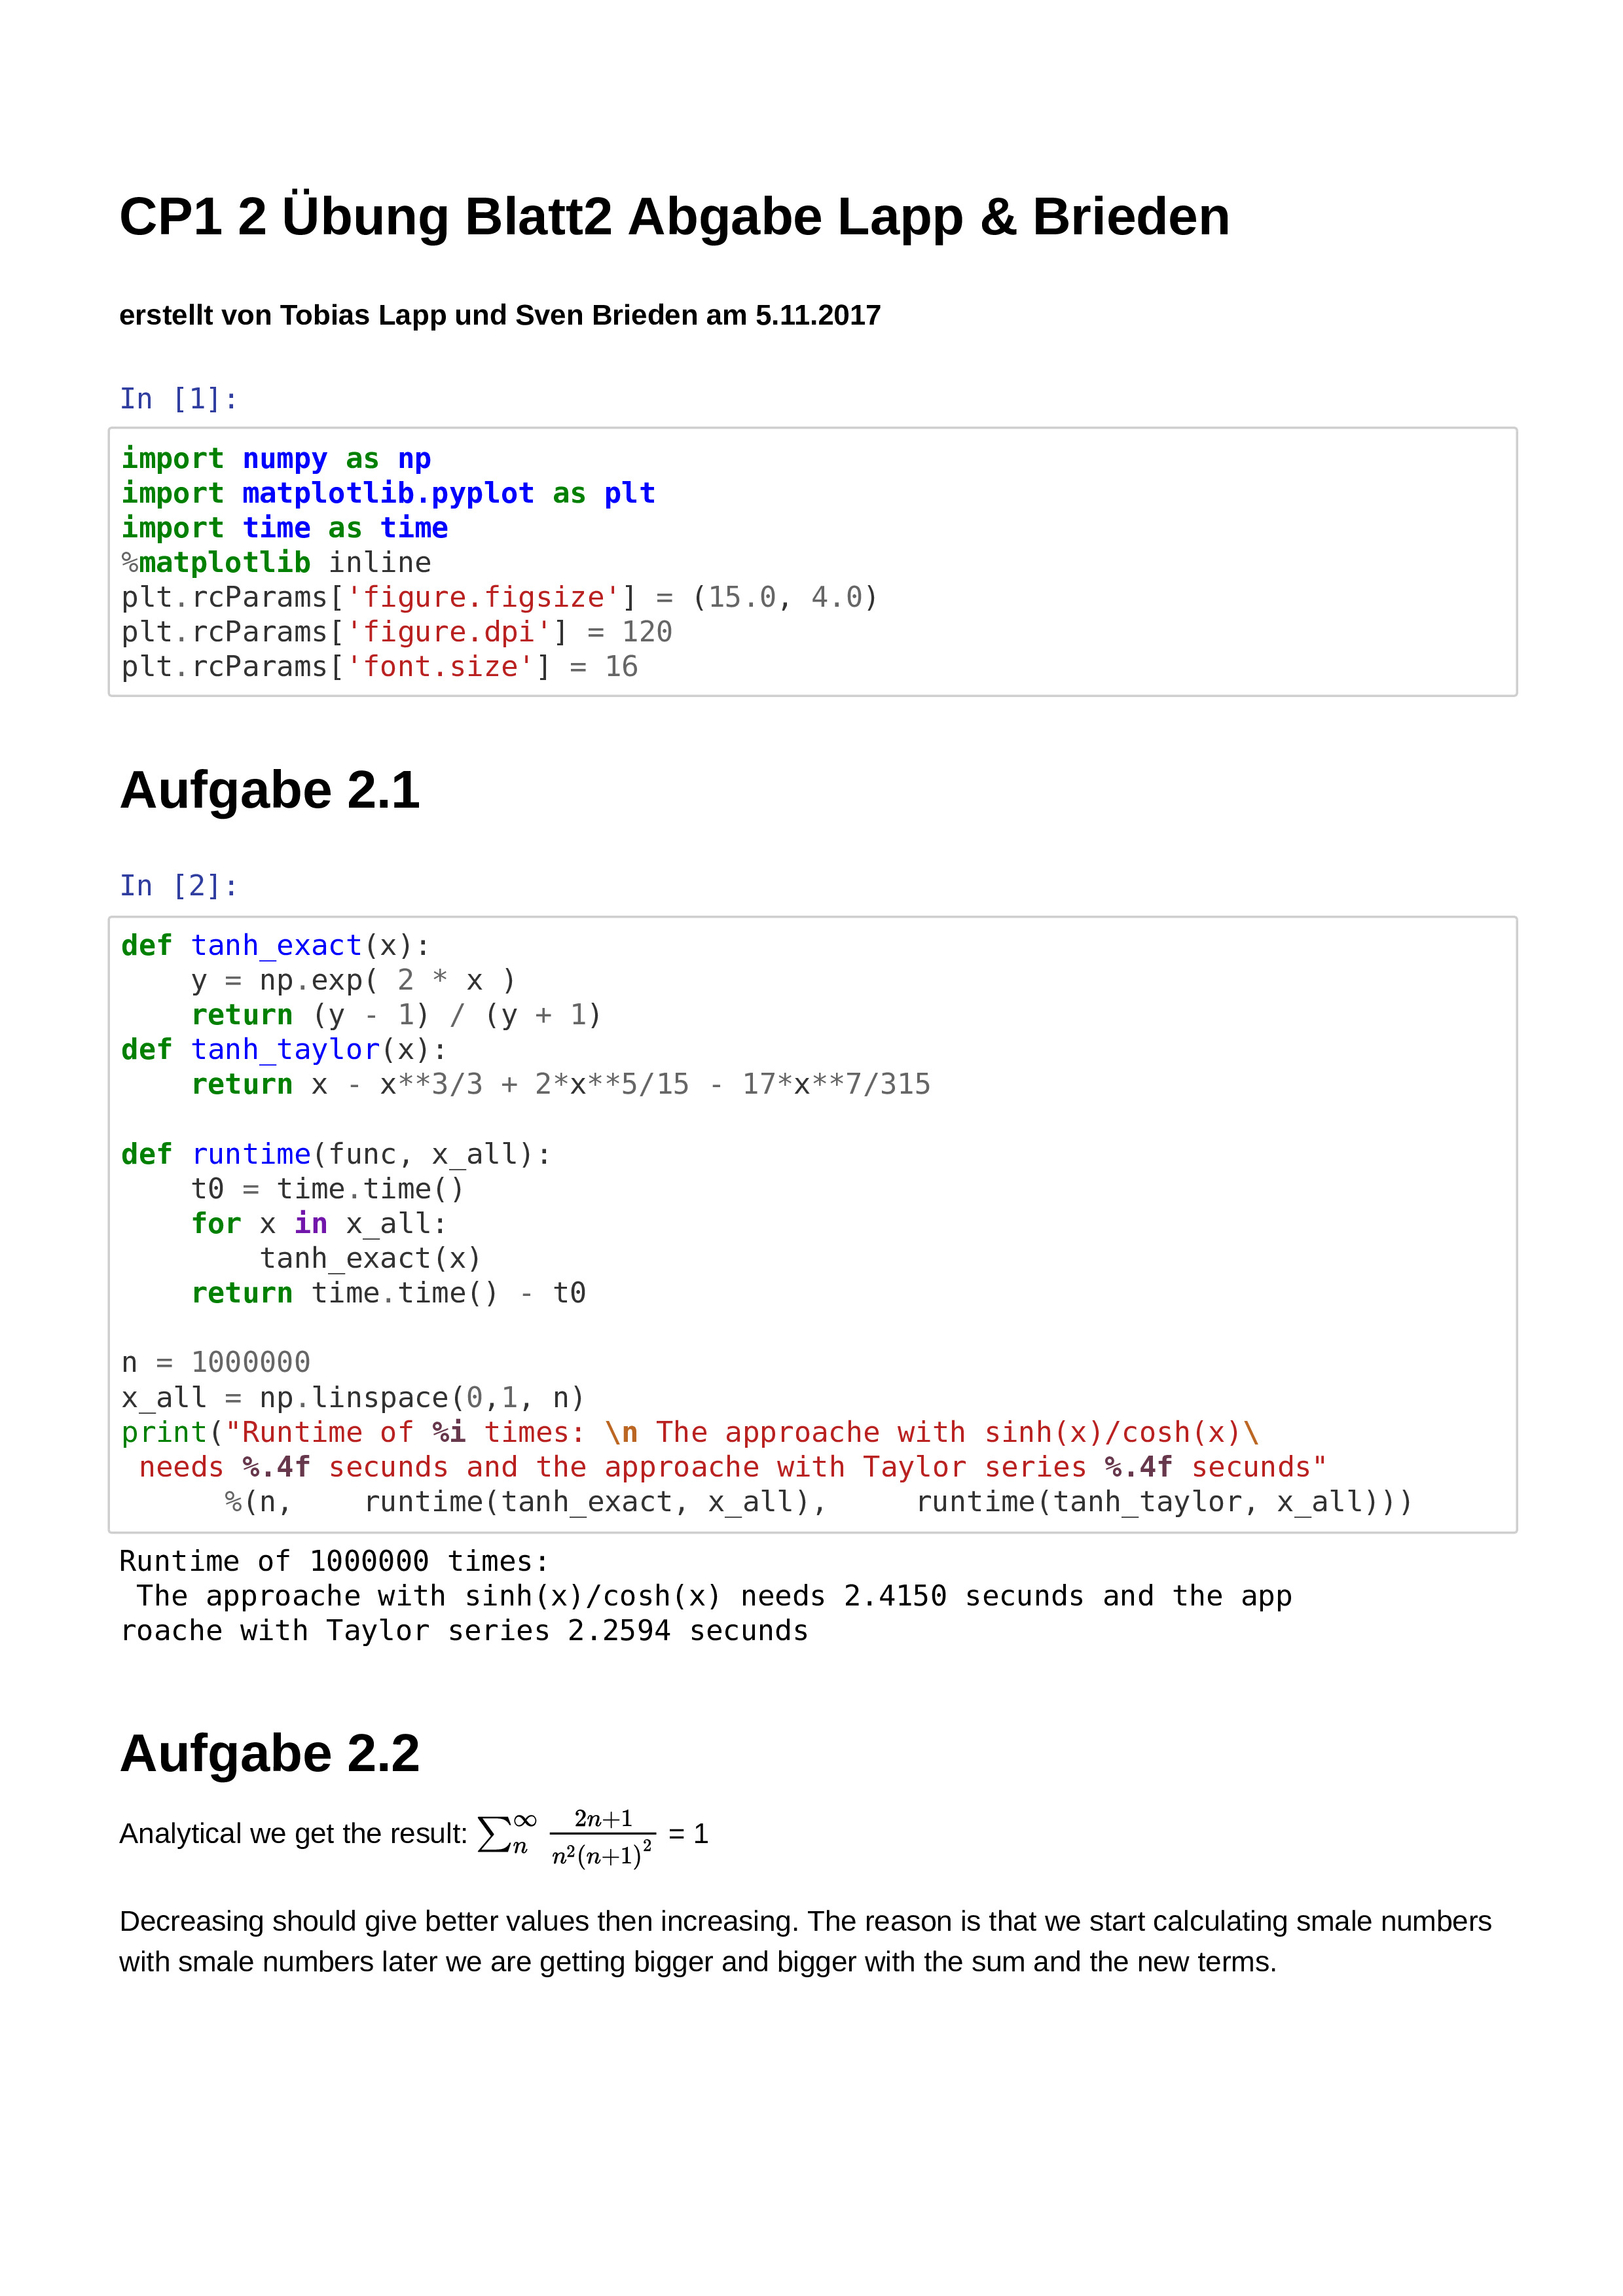 CP1 2 Übung Blatt2 Abgabe Lapp & Brieden
erstellt von Tobias Lapp und Sven Brieden am 5.11.2017
In [1]:
import numpy as np
import matplotlib.pyplot as plt
import time as time
%matplotlib inline
plt.rcParams['figure.figsize'] = (15.0, 4.0)
plt.rcParams['figure.dpi'] = 120
plt.rcParams['font.size'] = 16
Aufgabe 2.1
In [2]:
def tanh_exact(x):
    y = np.exp( 2 * x )
    return (y - 1) / (y + 1)
def tanh_taylor(x):
    return x - x**3/3 + 2*x**5/15 - 17*x**7/315
def runtime(func, x_all):
    t0 = time.time()
    for x in x_all:
        tanh_exact(x)
    return time.time() - t0
n = 1000000
x_all = np.linspace(0,1, n)
print("Runtime of %i times: \n The approache with sinh(x)/cosh(x)\
 needs %.4f secunds and the approache with Taylor series %.4f secunds"
      %(n,    runtime(tanh_exact, x_all),     runtime(tanh_taylor, x_all)))
Runtime of 1000000 times:
 The approache with sinh(x)/cosh(x) needs 2.4150 secunds and the app
roache with Taylor series 2.2594 secunds
Aufgabe 2.2
Analytical we get the result: $\sum_{n}^{\infty} \frac{2n+1}{n^2(n+1)^2}$ = 1
Decreasing should give better values then increasing. The reason is that we start calculating smale numbers
with smale numbers later we are getting bigger and bigger with the sum and the new terms.